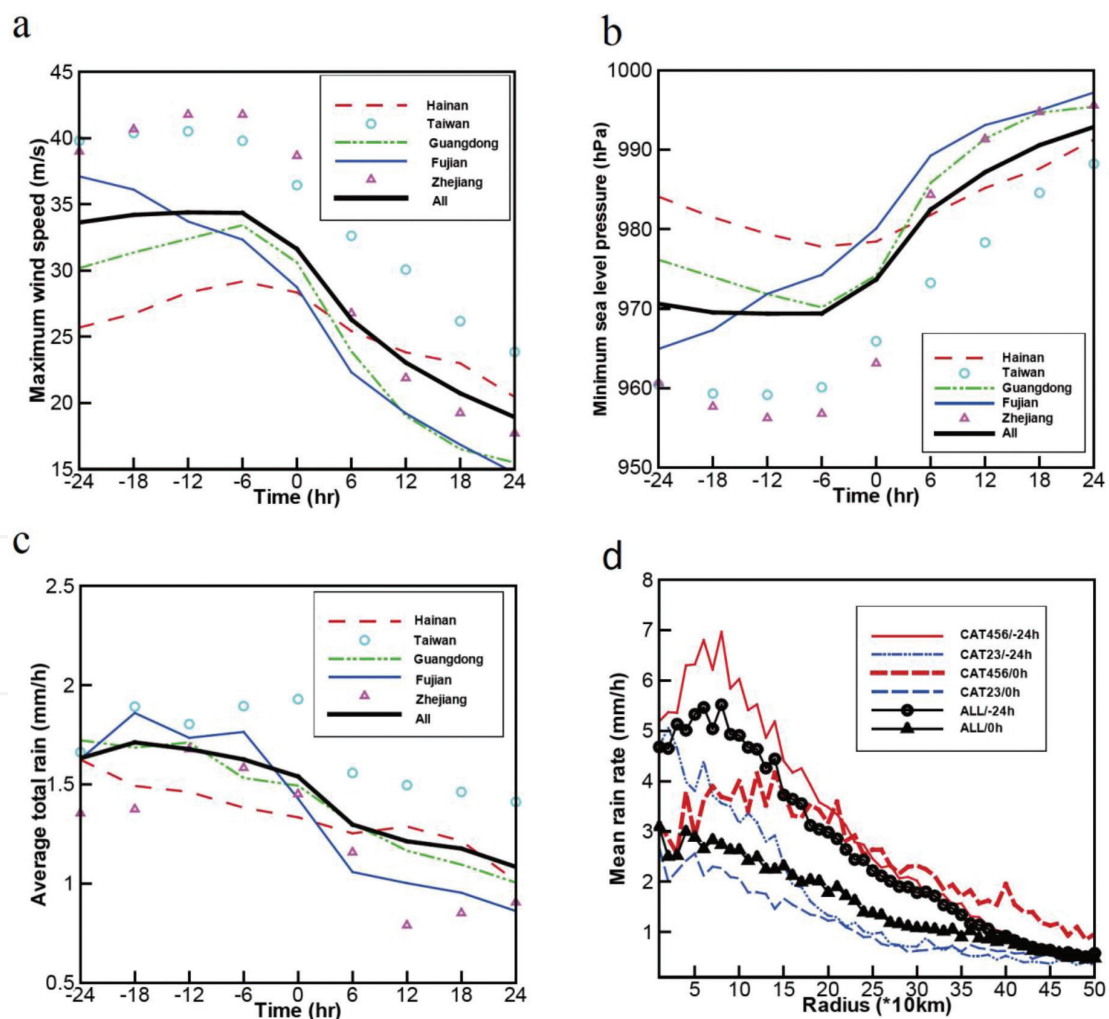 a
Maximum wind speed (m/s)
45
40
35
30
25
20
15
-24 -18 -12 -6 0 6 12 18 24
Time (hr)
Hainan
Taiwan
Guangdong
Fujian
Zhejiang
All
b
Minimum sea level pressure (hPa)
1000
990
980
970
960
950
-24 -18 -12 -6 0 6 12 18 24
Time (hr)
Hainan
Taiwan
Guangdong
Fujian
Zhejiang
All
c
Average total rain (mm/h)
2.5
2
1.5
1
0.5
-24 -18 -12 -6 0 6 12 18 24
Time (hr)
Hainan
Taiwan
Guangdong
Fujian
Zhejiang
All
d
Mean rain rate (mm/h)
8
7
6
5
4
3
2
1
5 10 15 20 25 30 35 40 45 50
Radius (*10km)
CAT456/-24h
CAT23/-24h
CAT456/0h
CAT23/0h
ALL/-24h
ALL/0h